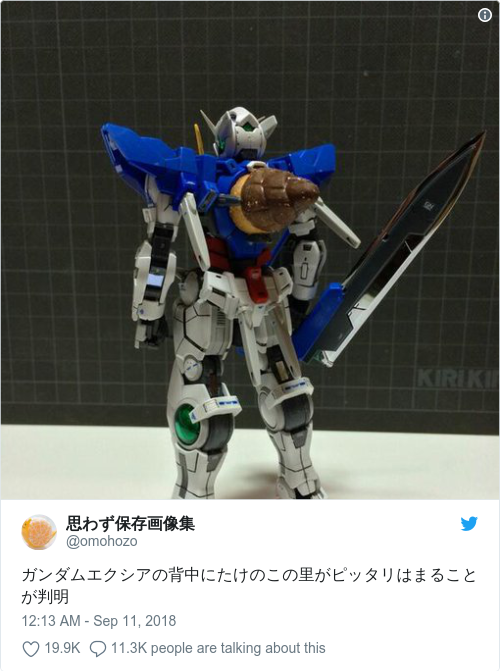 KIRI KI
思わず保存画像集
@omohozo
ガンダムエクシアの背中にたけのこの里がピッタリはまること
が判明
12:13 AM - Sep 11, 2018
19.9K 11.3K people are talking about this